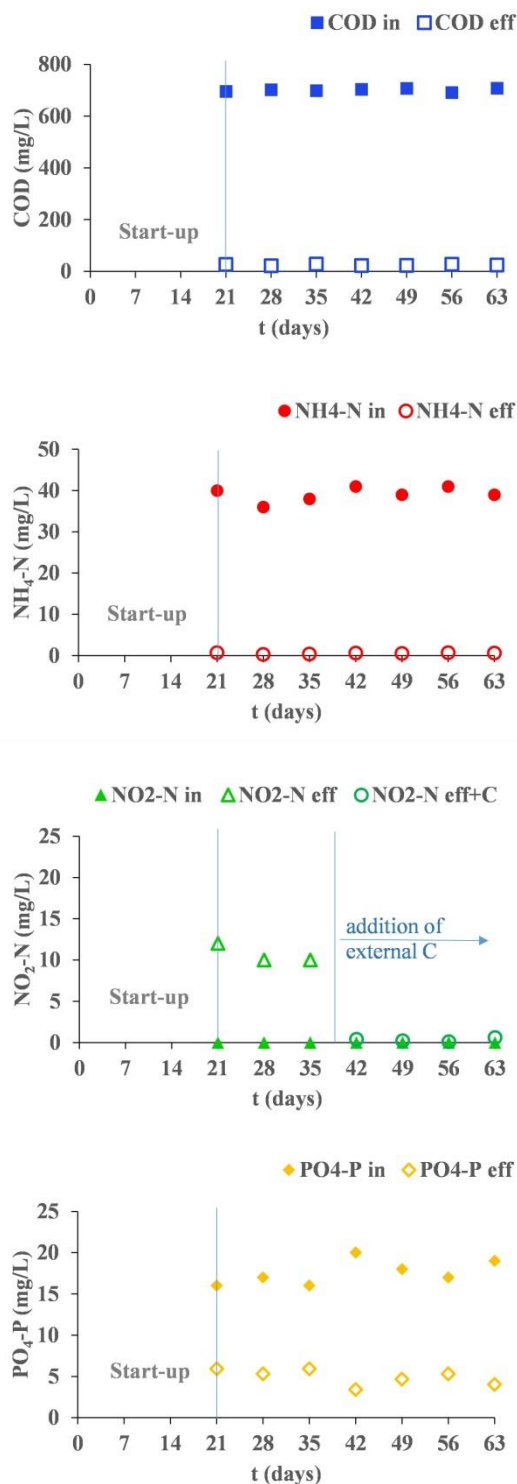 COD in COD eff
800
600
400
200
0
COD (mg/L)
Start-up
0 7 14 21 28 35 42 49 56 63
t (days)
NH4-N in NH4-N eff
50
40
30
20
10
0
NH₄-N (mg/L)
Start-up
0 7 14 21 28 35 42 49 56 63
t (days)
NO2-N in NO2-N eff NO2-N eff+C
25
20
15
10
5
0
NO₂-N (mg/L)
Start-up
addition of
external C
0 7 14 21 28 35 42 49 56 63
t (days)
PO4-P in PO4-P eff
25
20
15
10
5
0
PO₄-P (mg/L)
Start-up
0 7 14 21 28 35 42 49 56 63
t (days)